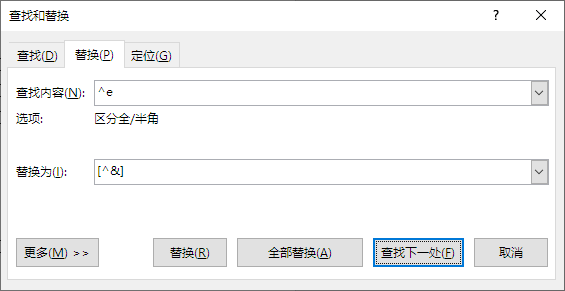 查找和替换
查找(D) 替换(P) 定位(G)
查找内容(N): ^e
选项: 区分全/半角
替换为(I): [^&]
更多(M) >> 替换(R) 全部替换(A) 查找下一处(F) 取消